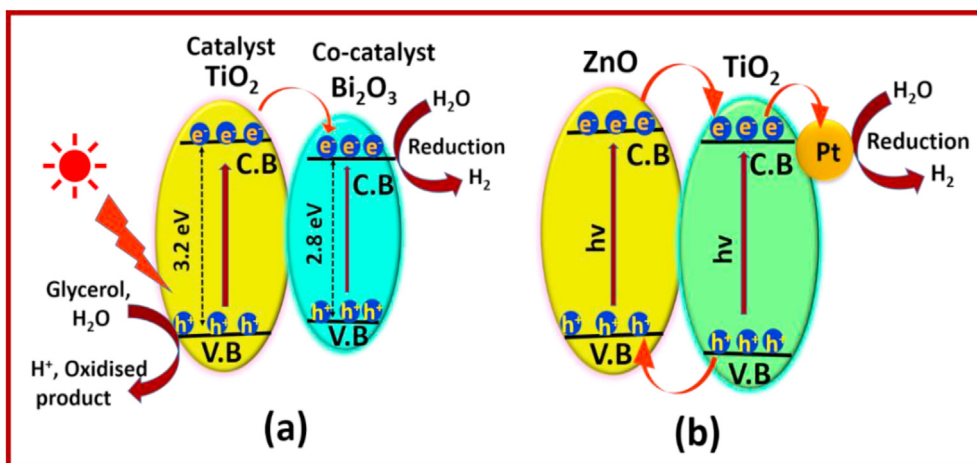 Catalyst
TiO₂
Co-catalyst
Bi₂O₃
e⁻ e⁻ e⁻
C.B
3.2 eV
h⁺ h⁺ h⁺
V.B
e⁻ e⁻ e⁻
C.B
2.8 eV
h⁺ h⁺ h⁺
V.B
H₂O
Reduction
H₂
Glycerol,
H₂O
H⁺, Oxidised
product
(a)
ZnO
e⁻ e⁻ e⁻
C.B
hv
h⁺ h⁺ h⁺
V.B
TiO₂
e⁻ e⁻ e⁻
C.B
hv
h⁺ h⁺ h⁺
V.B
Pt
H₂O
Reduction
H₂
(b)